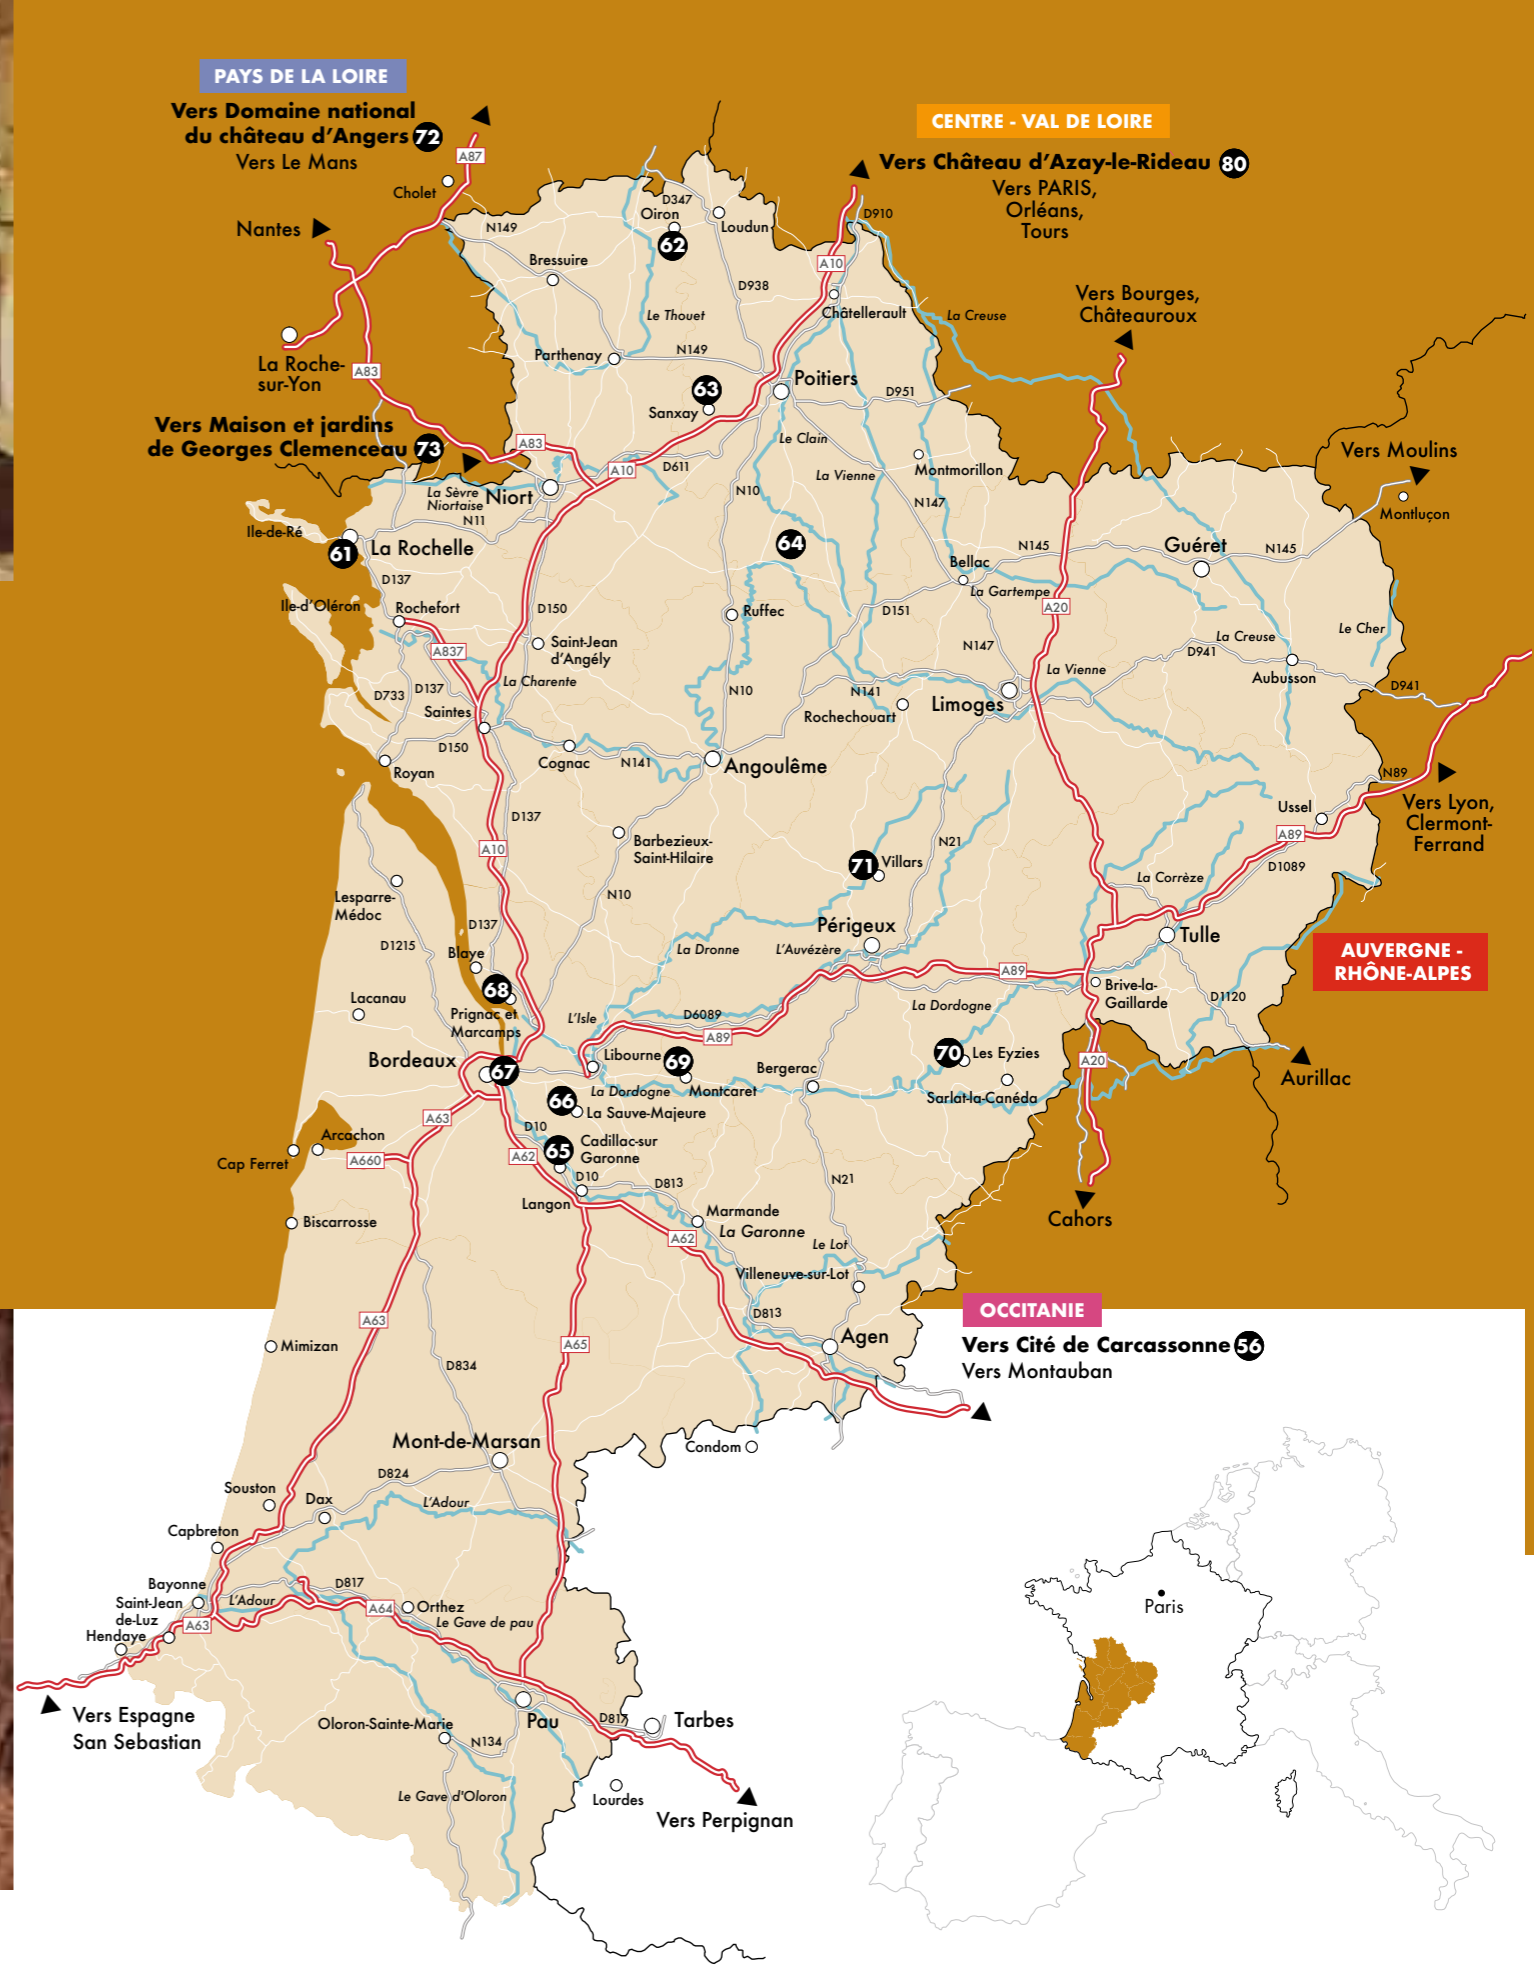 PAYS DE LA LOIRE
Vers Domaine national
du château d’Angers 72
Vers Le Mans
A87
Cholet
Nantes
CENTRE - VAL DE LOIRE
Vers Château d’Azay-le-Rideau 80
Vers PARIS,
Orléans,
Tours
D347
Oiron
Loudun
62
D910
N149
Bressuire
A10
D938
Vers Bourges,
Châteauroux
Le Thouet
Châtellerault
La Creuse
Parthenay
N149
La Roche-
sur-Yon
A83
63
Poitiers
D951
Sanxay
Vers Maison et jardins
de Georges Clemenceau 73
A83
Le Clain
A10
D611
La Vienne
Montmorillon
Vers Moulins
Montluçon
La Sèvre
Niortaise
Niort
N10
N147
N11
Ile-de-Ré
61
La Rochelle
64
N145
Guéret
N145
Bellac
La Gartempe
D137
Ile-d’Oléron
Rochefort
D150
Ruffec
D151
A20
Saint-Jean
d’Angély
A837
N147
La Creuse
Le Cher
D941
La Vienne
Aubusson
D733
D137
La Charente
N10
N141
Limoges
D941
Saintes
Rochechouart
D150
Royan
Cognac
N141
Angoulême
N89
Vers Lyon,
Clermont-
Ferrand
Ussel
A89
D1089
D137
A10
Barbezieux-
Saint-Hilaire
N21
71
Villars
La Corrèze
Lesparre-
Médoc
N10
D137
D1215
Périgeux
Tulle
Blaye
La Dronne
L’Auvézère
AUVERGNE -
RHÔNE-ALPES
A89
68
Brive-la-
Gaillarde
D1120
Lacanau
Prignac et
Marcamps
L’Isle
D6089
La Dordogne
A89
Bordeaux
67
Libourne
69
70
Les Eyzies
A20
Aurillac
Bergerac
La Dordogne
Montcaret
Sarlat-la-Canéda
66
La Sauve-Majeure
A63
D10
Arcachon
Cap Ferret
A660
A62
65
Cadillac-sur
Garonne
D10
D813
N21
Langon
Biscarrosse
Marmande
La Garonne
A62
Le Lot
Cahors
Villeneuve-sur-Lot
OCCITANIE
Vers Cité de Carcassonne 56
Vers Montauban
A63
D813
Agen
Mimizan
A65
D834
Mont-de-Marsan
Condom
D824
Souston
Dax
L’Adour
Capbreton
D817
Bayonne
Saint-Jean
de-Luz
L’Adour
A64
Orthez
Le Gave de pau
Hendaye
A63
Paris
Vers Espagne
San Sebastian
Oloron-Sainte-Marie
N134
Pau
D817
Tarbes
Le Gave d'Oloron
Lourdes
Vers Perpignan